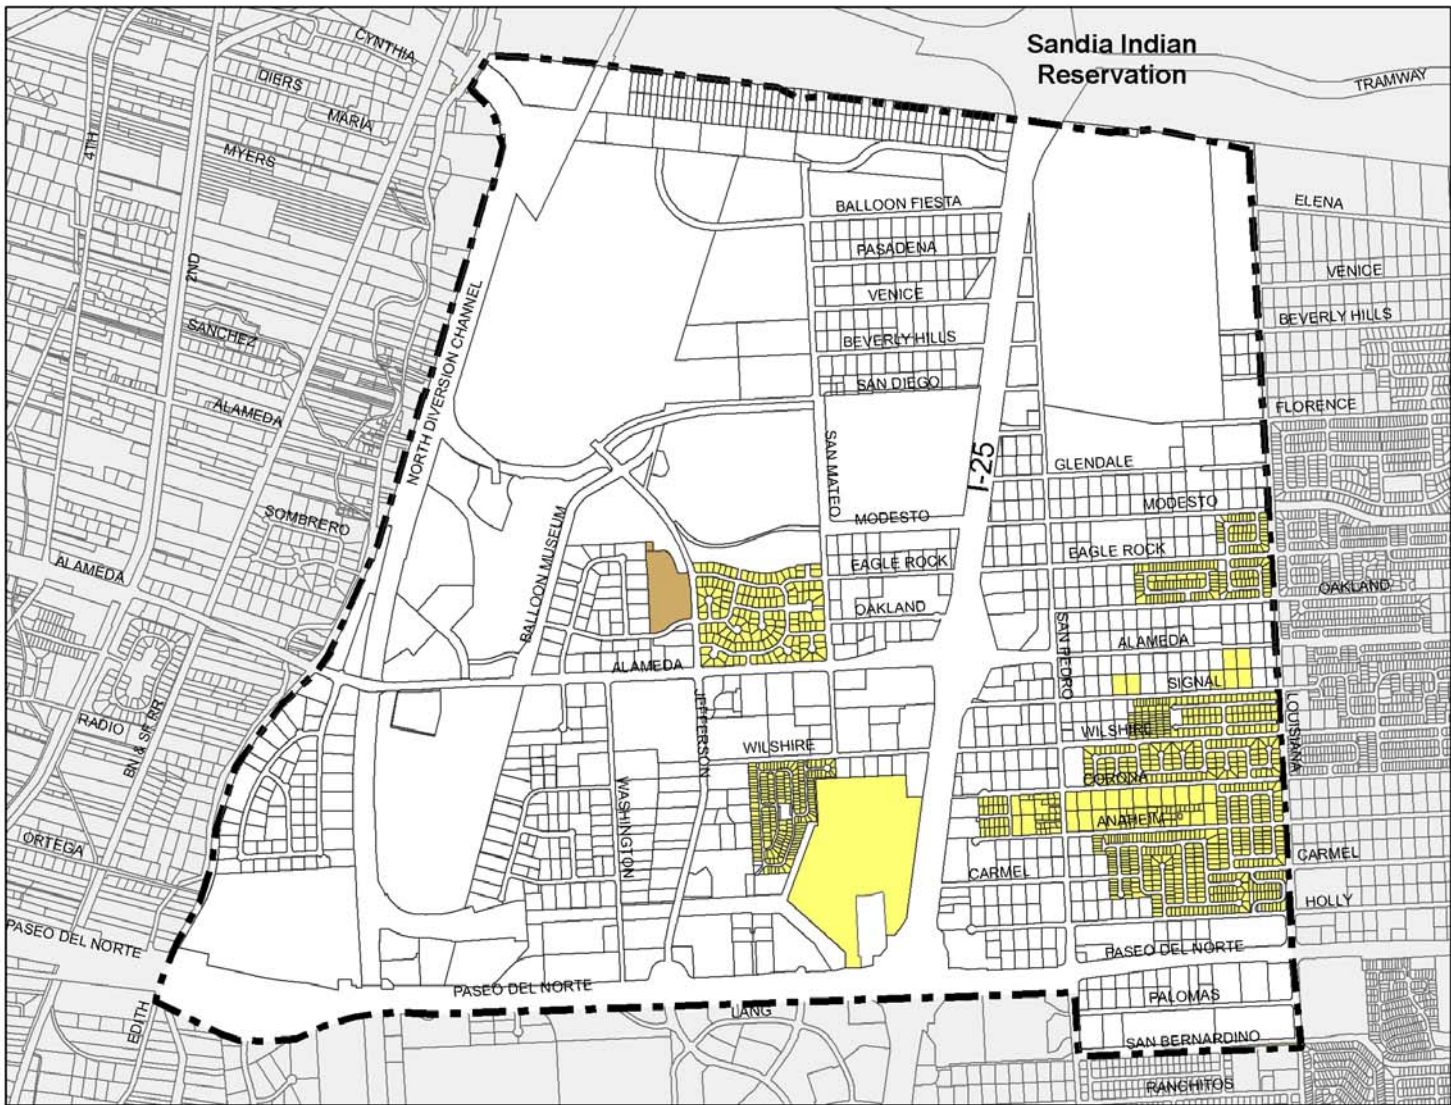 Sandia Indian
Reservation
TRAMWAY
CYNTHIA
DIERS
MARIA
4TH
MYERS
ELENA
BALLOON FIESTA
PASADENA
2ND
VENICE
VENICE
BEVERLY HILLS
SANCHEZ
BEVERLY HILLS
NORTH DIVERSION CHANNEL
SAN DIEGO
ALAMEDA
FLORENCE
SAN MATEO
I-25
GLENDALE
MODESTO
SOMBRERO
MODESTO
BALLOON MUSEUM
EAGLE ROCK
EAGLE ROCK
ALAMEDA
OAKLAND
OAKLAND
SAN PEDRO
ALAMEDA
ALAMEDA
SIGNAL
RADIO
BN & SF RR
JEFFERSON
LOUISIANA
WILSHIRE
WILSHIRE
CORONA
WASHINGTON
ANAHEIM
ORTEGA
CARMEL
CARMEL
HOLLY
PASEO DEL NORTE
PASEO DEL NORTE
PASEO DEL NORTE
PALOMAS
EDITH
LANG
SAN BERNARDINO
RANCHITOS